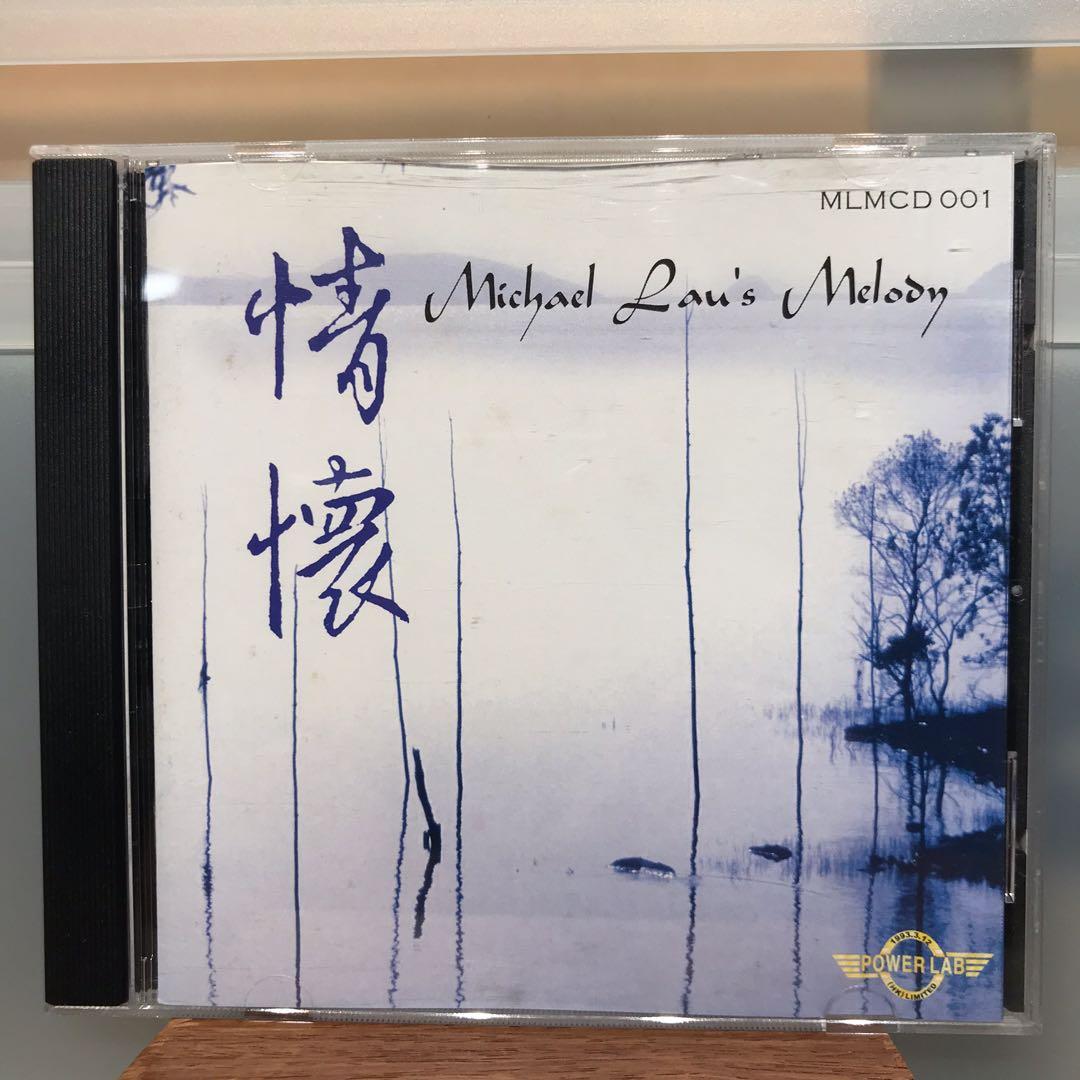 MLMCD 001
情懷
Michael Lau's Melody
1993.3.12
POWER LAB
(HK) LIMITED